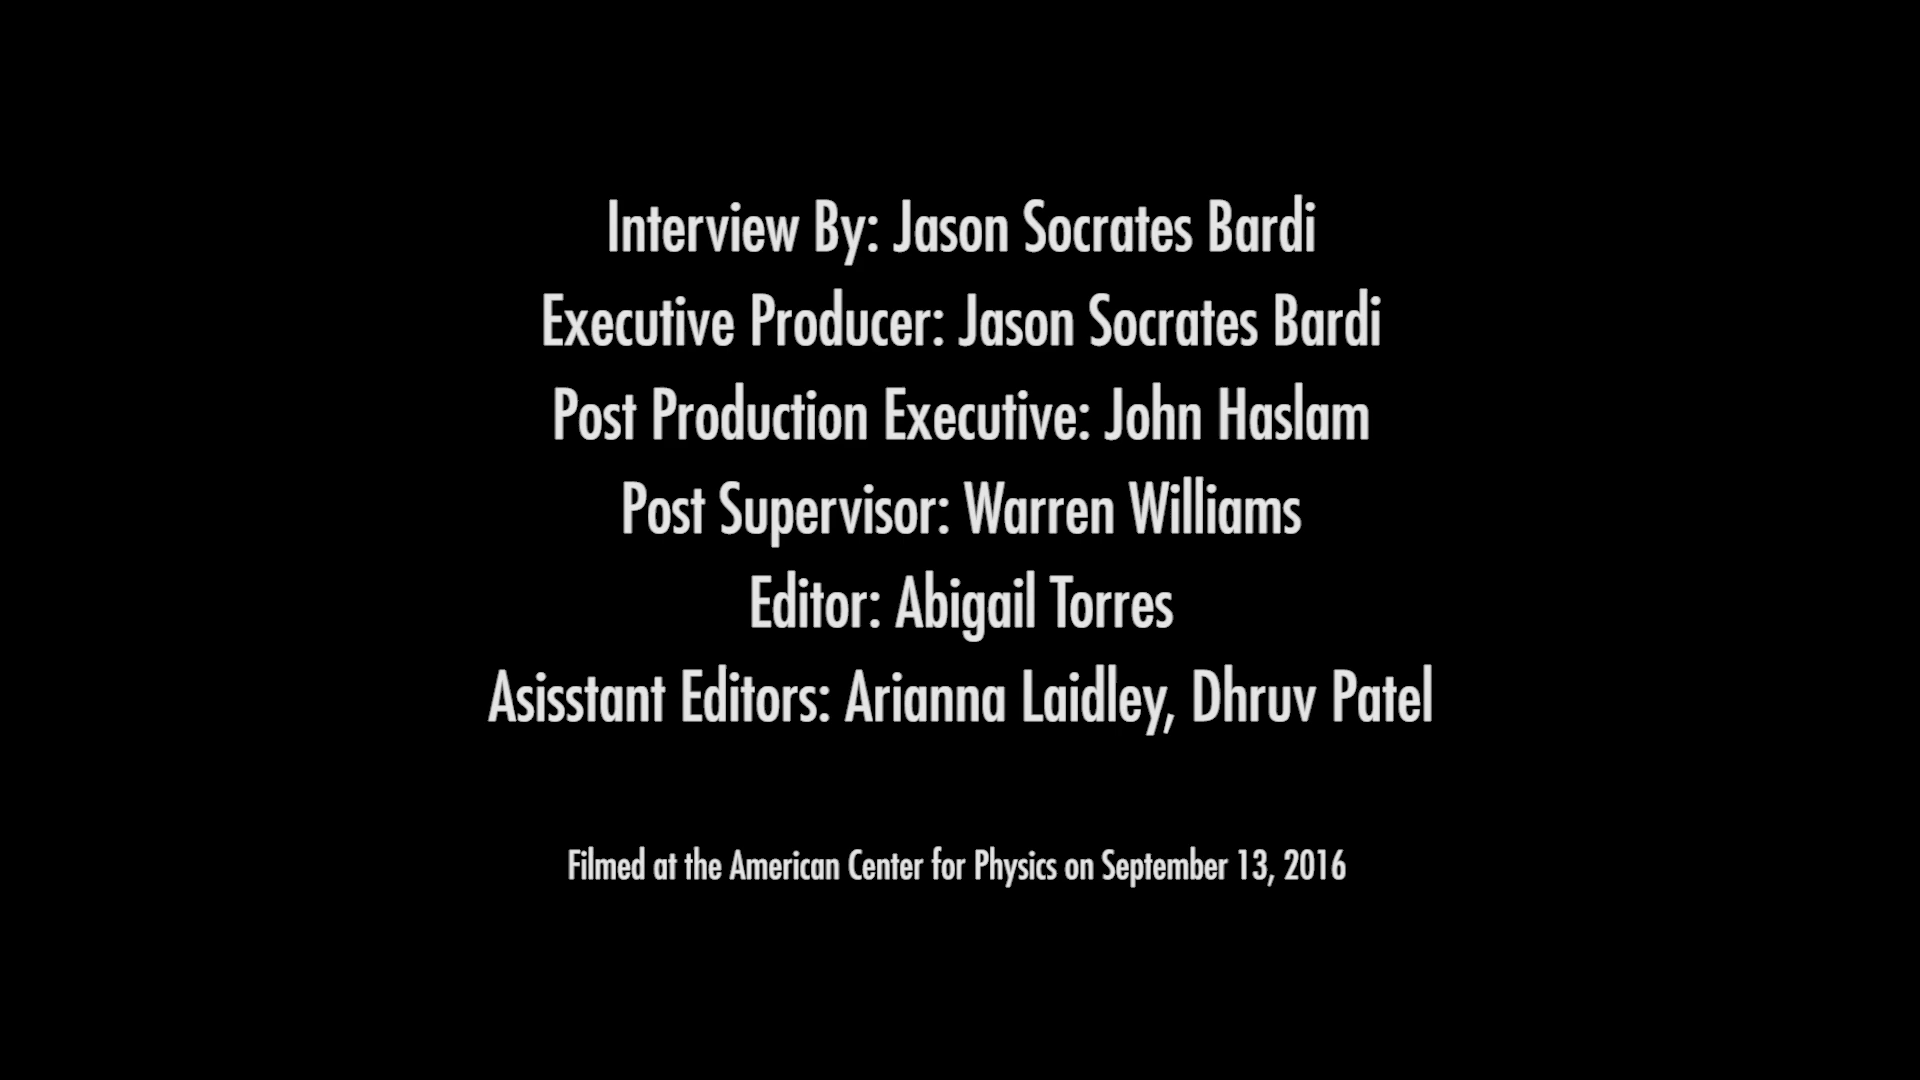 Interview By: Jason Socrates Bardi
Executive Producer: Jason Socrates Bardi
Post Production Executive: John Haslam
Post Supervisor: Warren Williams
Editor: Abigail Torres
Asisstant Editors: Arianna Laidley, Dhruv Patel
Filmed at the American Center for Physics on September 13, 2016